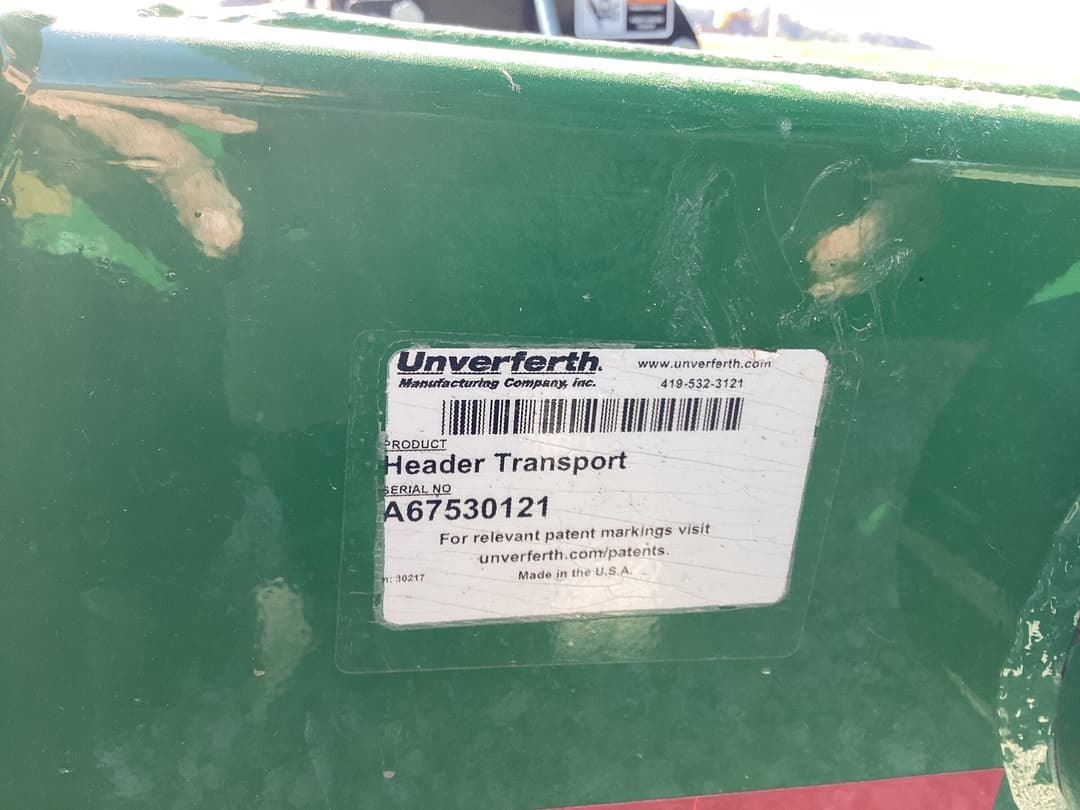 Unverferth.
Manufacturing Company, inc.
www.unverferth.com
419-532-3121
PRODUCT
Header Transport
SERIAL NO
A67530121
For relevant patent markings visit
unverferth.com/patents.
Made in the U.S.A.
n: 30217